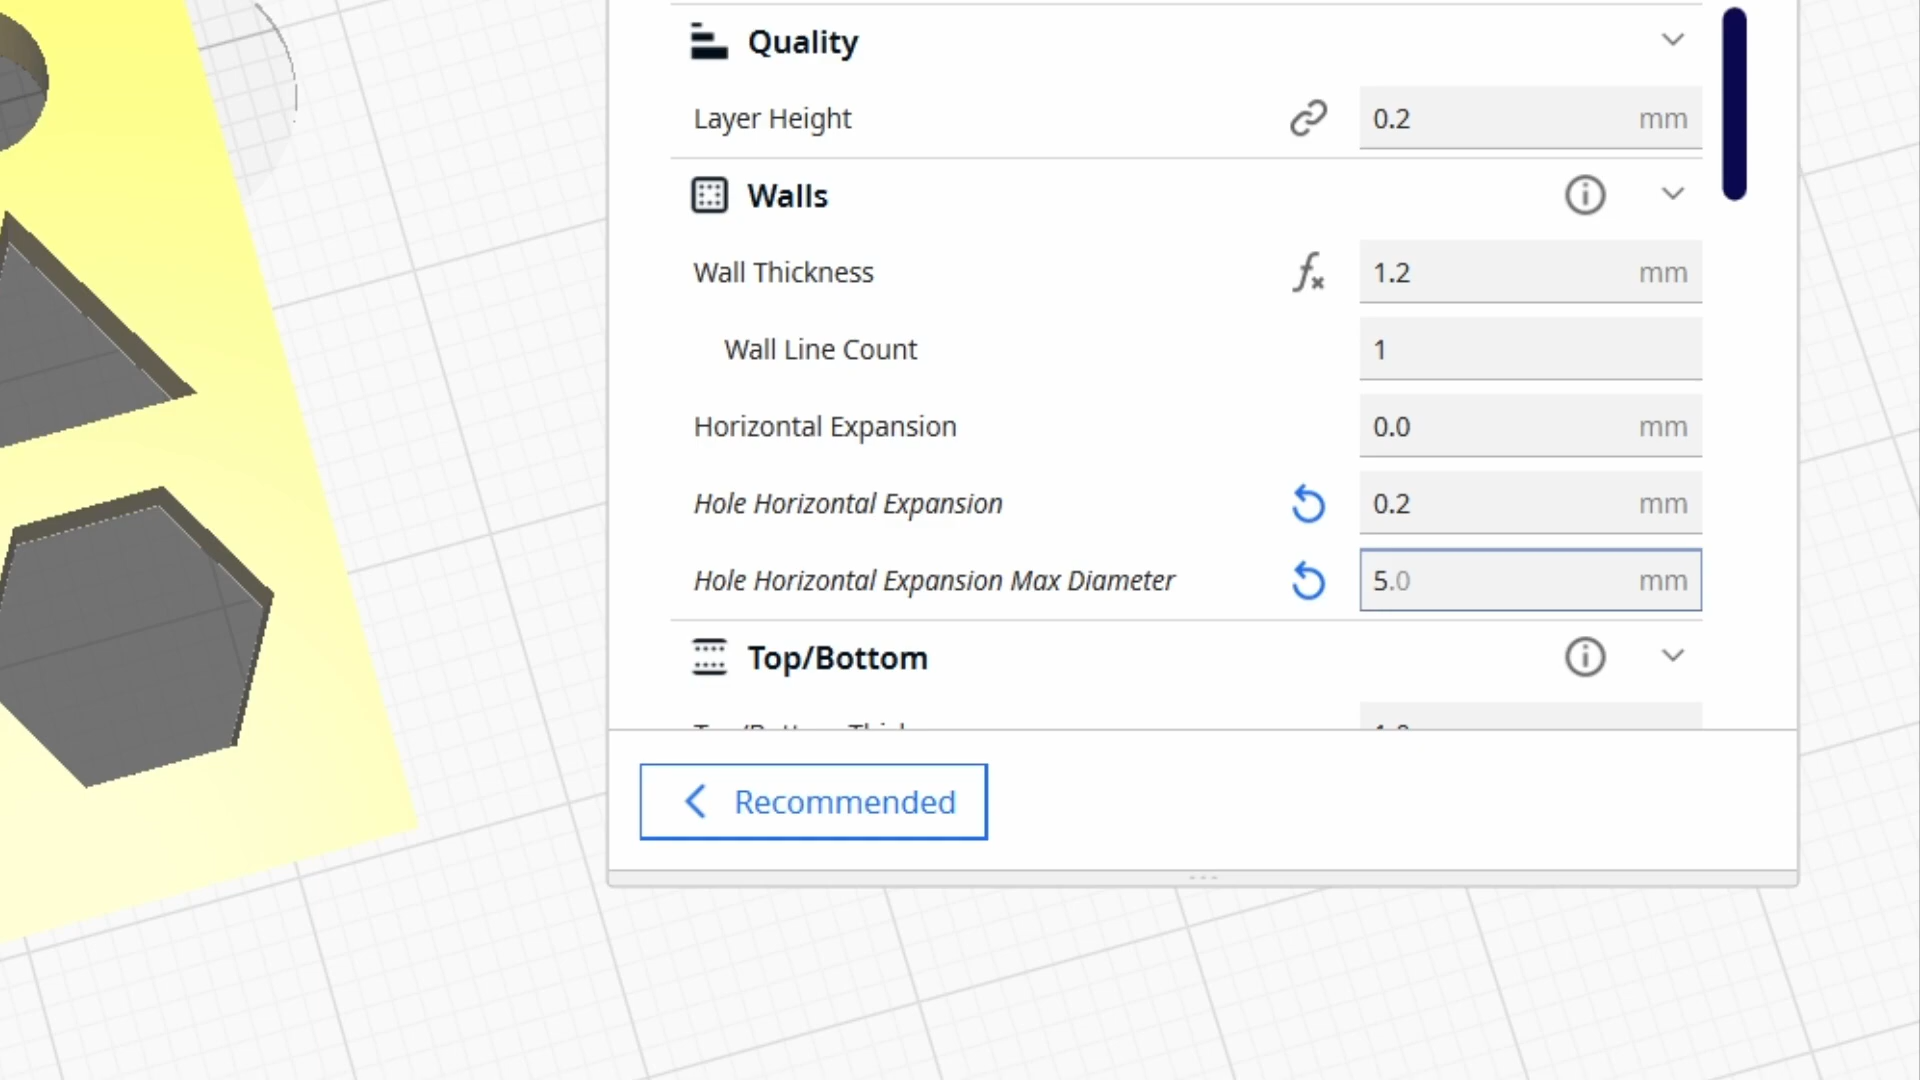 Quality
Layer Height 0.2 mm
Walls
Wall Thickness 1.2 mm
Wall Line Count 1
Horizontal Expansion 0.0 mm
Hole Horizontal Expansion 0.2 mm
Hole Horizontal Expansion Max Diameter 5.0 mm
Top/Bottom
Recommended